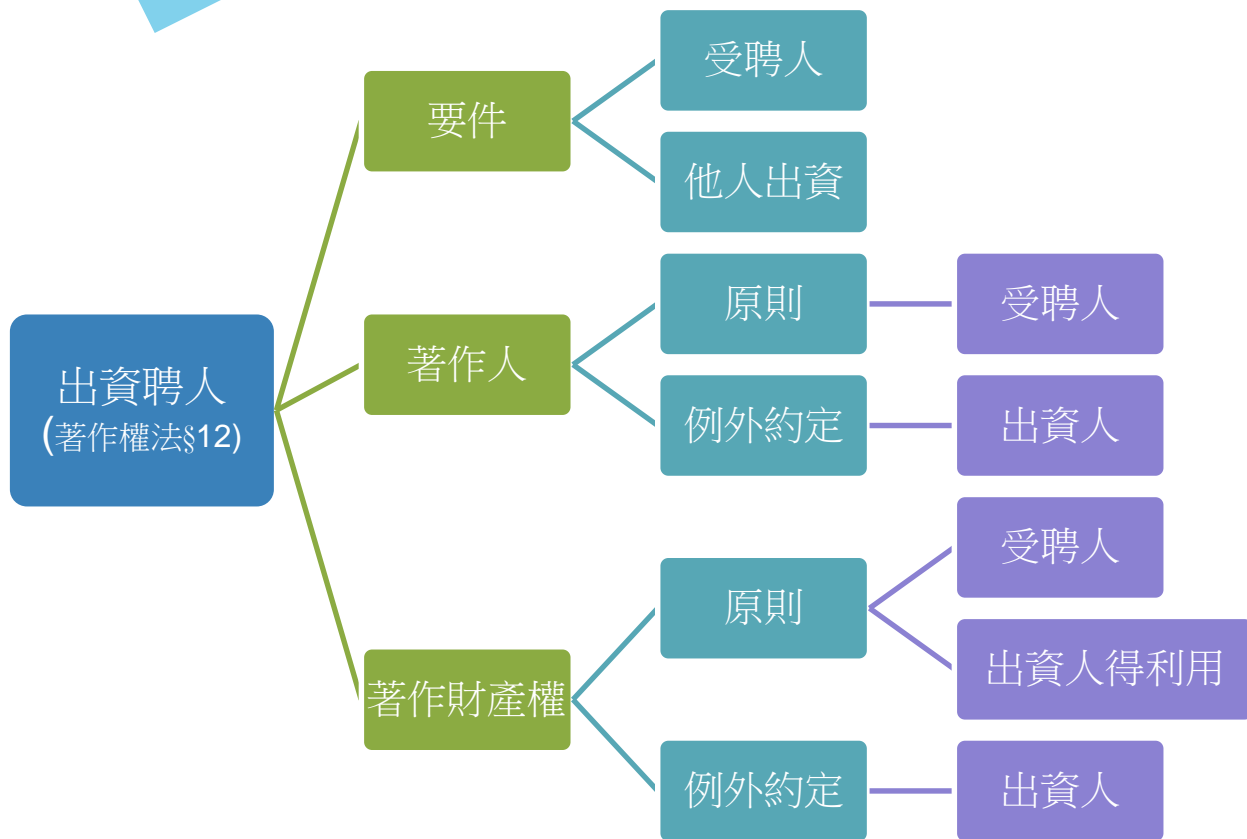 出資聘人
(著作權法§12)
要件
受聘人
他人出資
著作人
原則
受聘人
例外約定
出資人
著作財產權
原則
受聘人
出資人得利用
例外約定
出資人